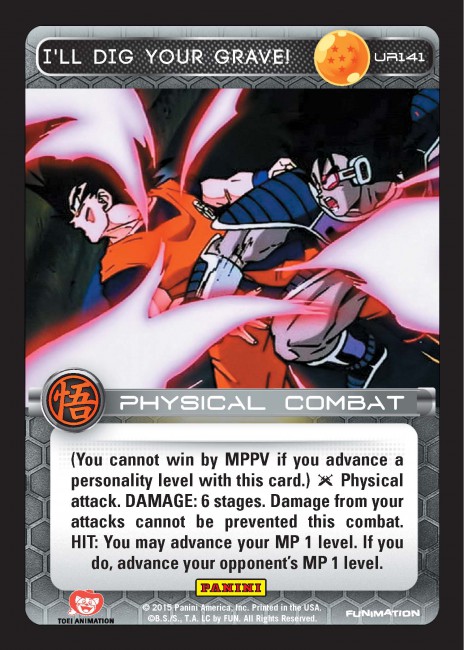 I'LL DIG YOUR GRAVE!
UR141
悟
PHYSICAL COMBAT
(You cannot win by MPPV if you advance a
personality level with this card.) Physical
attack. DAMAGE: 6 stages. Damage from your
attacks cannot be prevented this combat.
HIT: You may advance your MP 1 level. If you
do, advance your opponent's MP 1 level.
PANINI
TOEI ANIMATION
© 2015 Panini America, Inc. Printed in the USA.
©B.S./S., T.A. LC by FUN. All Rights Reserved.
FUNIMATION